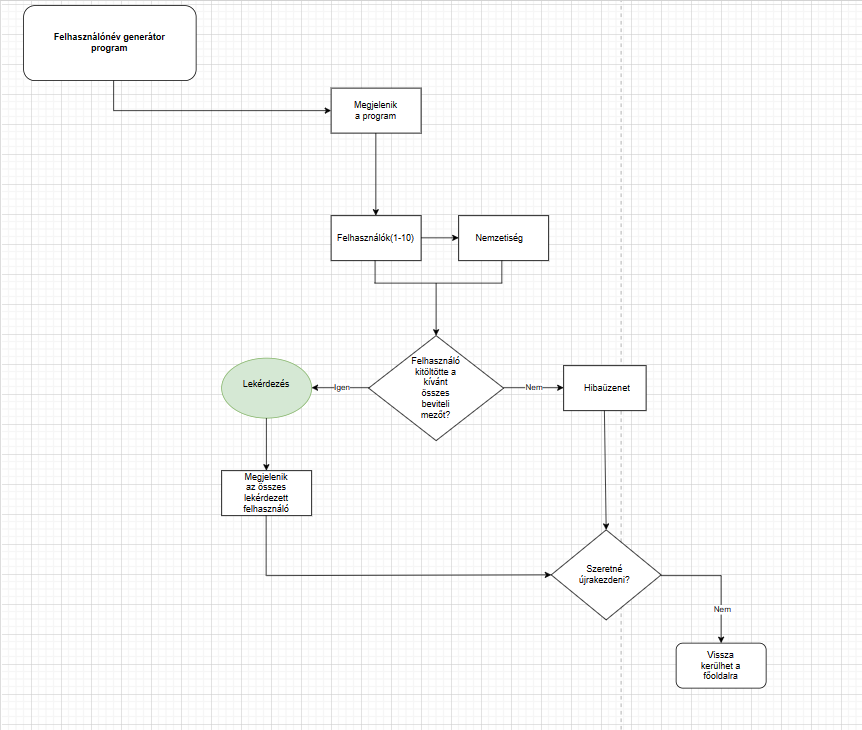 Felhasználónév generátor
program
Megjelenik
a program
Felhasználók(1-10)
Nemzetiség
Felhasználó
kitöltötte a
kívánt
összes
beviteli
mezőt?
Igen
Nem
Lekérdezés
Hibaüzenet
Megjelenik
az összes
lekérdezett
felhasználó
Szeretné
újrakezdeni?
Nem
Vissza
kerülhet a
főoldalra